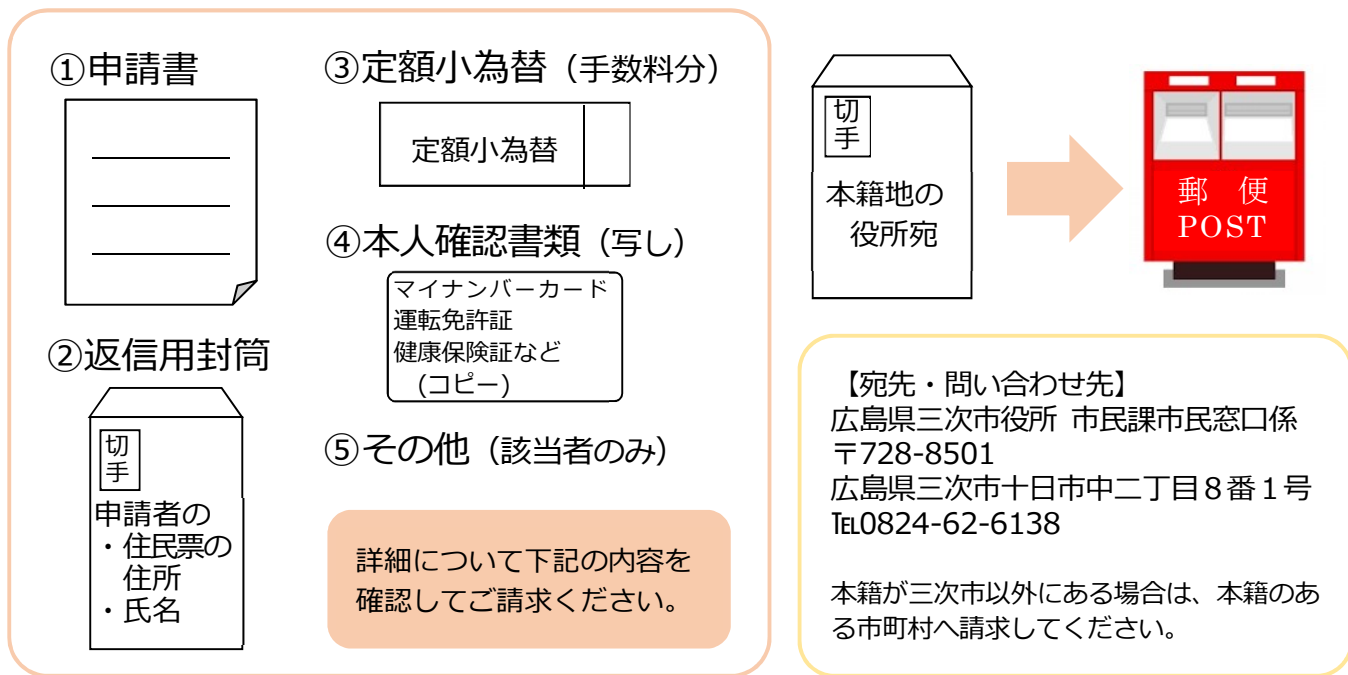 ①申請書
②返信用封筒
切
手
申請者の
・住民票の
住所
・氏名
③定額小為替（手数料分）
定額小為替
④本人確認書類（写し）
マイナンバーカード
運転免許証
健康保険証など
(コピー)
⑤その他（該当者のみ）
詳細について下記の内容を
確認してご請求ください。
切
手
本籍地の
役所宛
郵 便
POST
【宛先・問い合わせ先】
広島県三次市役所 市民課市民窓口係
〒728-8501
広島県三次市十日市中二丁目８番１号
℡0824-62-6138
本籍が三次市以外にある場合は、本籍のあ
る市町村へ請求してください。